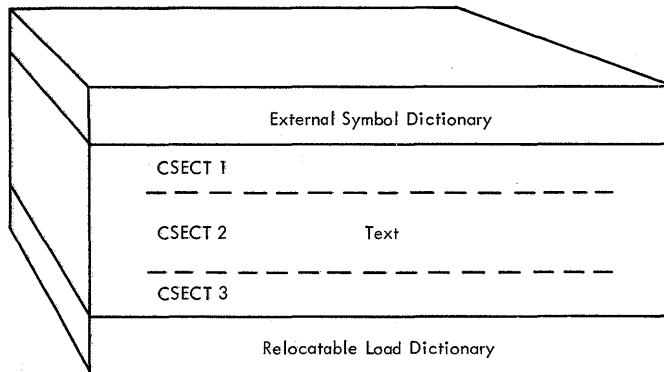 External Symbol Dictionary
CSECT 1
CSECT 2 Text
CSECT 3
Relocatable Load Dictionary